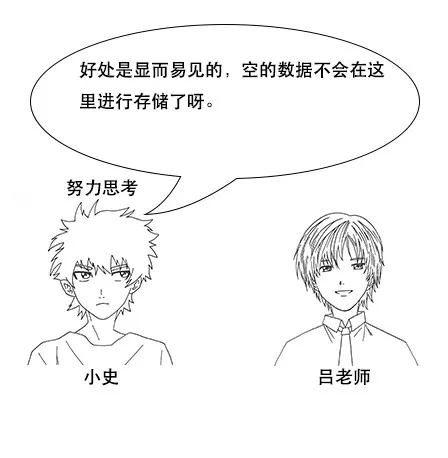 好处是显而易见的，空的数据不会在这
里进行存储了呀。
努力思考
小史
吕老师